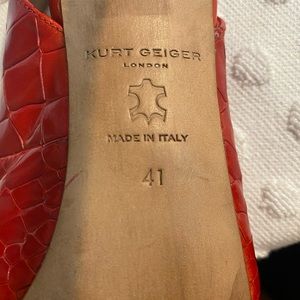 KURT GEIGER
LONDON
MADE IN ITALY
41